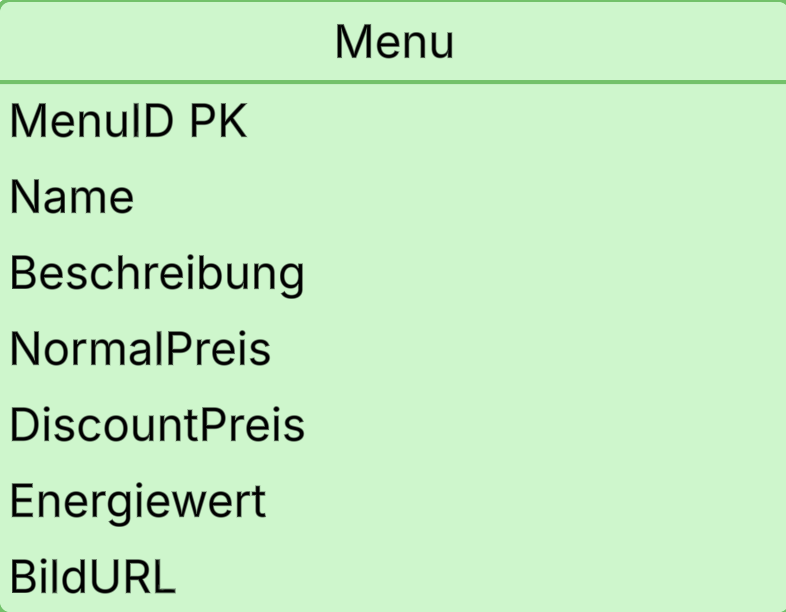 Menu
MenuID PK
Name
Beschreibung
NormalPreis
DiscountPreis
Energiewert
BildURL